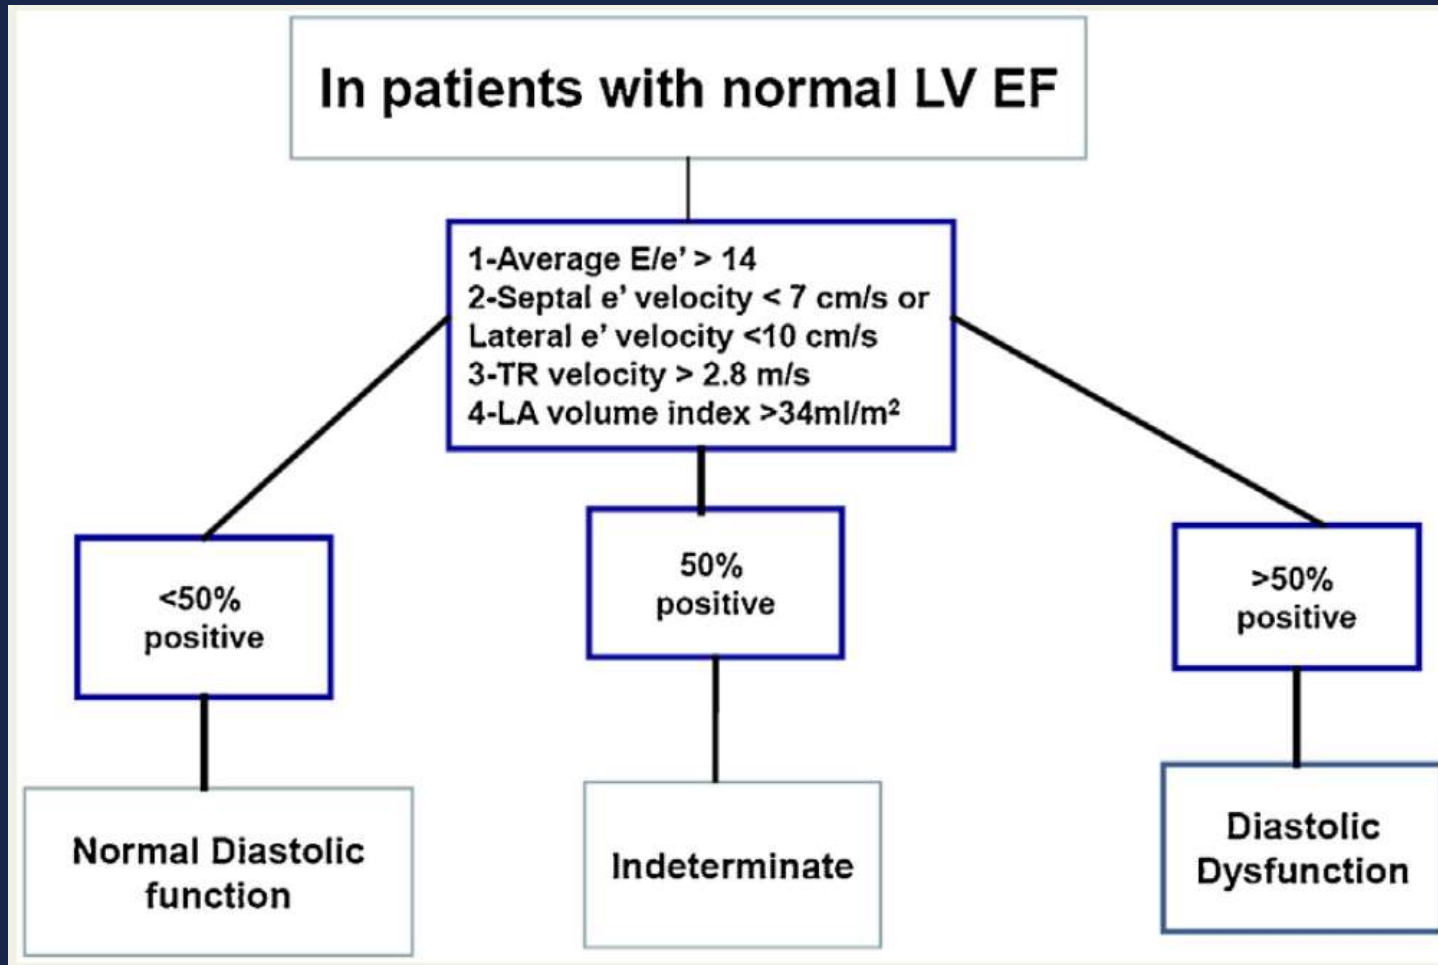 In patients with normal LV EF
1-Average E/e’ > 14
2-Septal e’ velocity < 7 cm/s or
Lateral e’ velocity <10 cm/s
3-TR velocity > 2.8 m/s
4-LA volume index >34ml/m²
<50%
positive
50%
positive
>50%
positive
Normal Diastolic
function
Indeterminate
Diastolic
Dysfunction